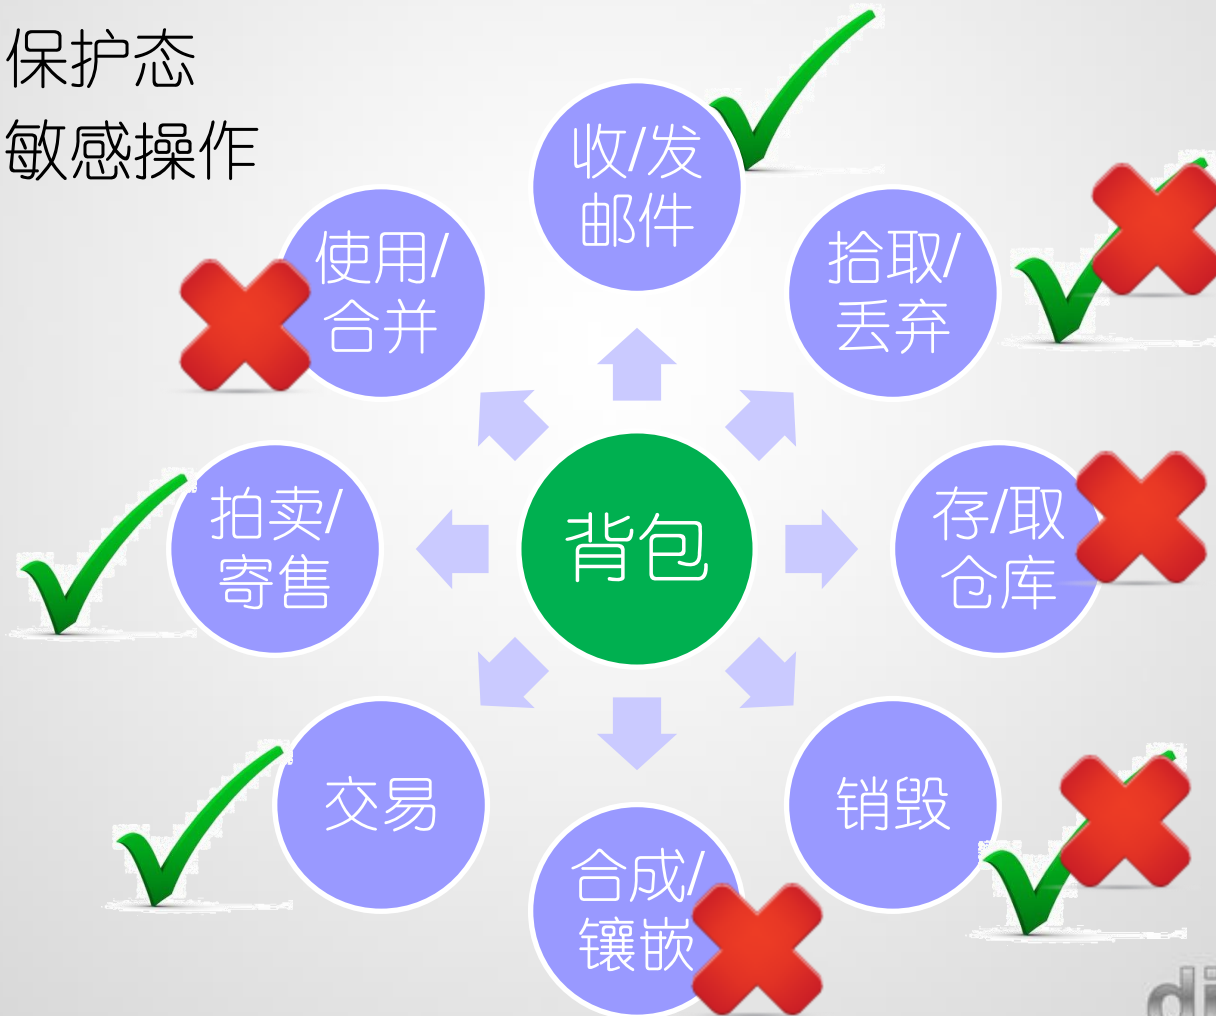 保护态
敏感操作
收/发
邮件
使用/
合并
拾取/
丢弃
拍卖/
寄售
背包
存/取
仓库
交易
销毁
合成/
镶嵌
di